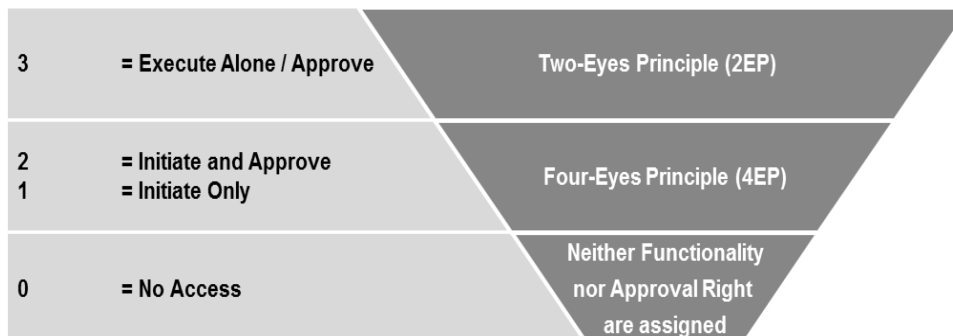 3 = Execute Alone / Approve
Two-Eyes Principle (2EP)
2 = Initiate and Approve
1 = Initiate Only
Four-Eyes Principle (4EP)
0 = No Access
Neither Functionality
nor Approval Right
are assigned